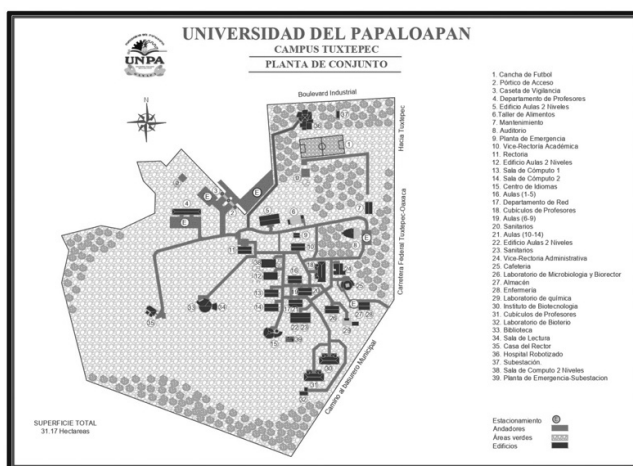 UNIVERSIDAD DEL PAPALOAPAN
CAMPUS TUXTEPEC
PLANTA DE CONJUNTO
UNPA
N
Boulevard Industrial
Hacia Tuxtepec
Carretera Federal Tuxtepec-Oaxaca
Camino al basurero Municipal
1. Cancha de Futbol
2. Pórtico de Acceso
3. Caseta de Vigilancia
4. Departamento de Profesores
5. Edificio Aulas 2 Niveles
6.Taller de Alimentos
7. Mantenimiento
8. Auditorio
9. Planta de Emergencia
10. Vice-Rectoría Académica
11. Rectoria
12. Edificio Aulas 2 Niveles
13. Sala de Cómputo 1
14. Sala de Cómputo 2
15. Centro de Idiomas
16. Aulas (1-5)
17. Departamento de Red
18. Cubículos de Profesores
19. Aulas (6-9)
20. Sanitarios
21. Aulas (10-14)
22. Edificio Aulas 2 Niveles
23. Sanitarios
24. Vice-Rectoria Administrativa
25. Cafeteria
26. Laboratorio de Microbiologia y Biorector
27. Almacén
28. Enfermería
29. Laboratorio de química
30. Instituto de Biotecnologia
31. Cubículos de Profesores
32. Laboratorio de Bioterio
33. Biblioteca
34. Sala de Lectura
35. Casa del Rector
36. Hospital Robotizado
37. Subestación
38. Sala de Computo 2 Niveles
39. Planta de Emergencia-Subestacion
SUPERFICIE TOTAL
31.17 Hectareas
Estacionamiento E
Andadores
Áreas verdes
Edificios